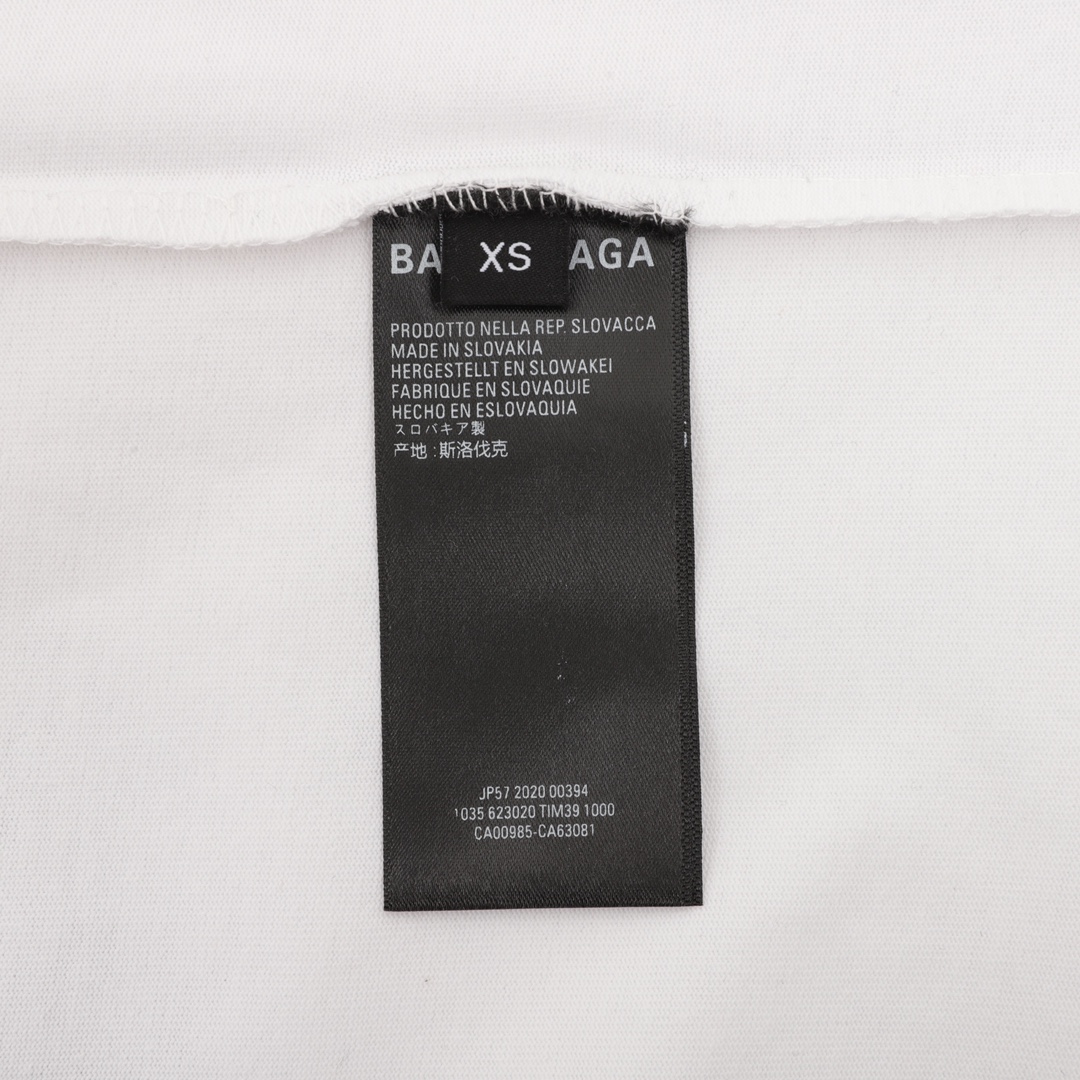 BA XS AGA
PRODOTTO NELLA REP. SLOVACCA
MADE IN SLOVAKIA
HERGESTELLT EN SLOWAKEI
FABRIQUE EN SLOVAQUIE
HECHO EN ESLOVAQUIA
スロバキア製
产地:斯洛伐克
JP57 2020 00394
1035 623020 TIM39 1000
CA00985-CA63081